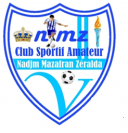 nmz
Club Sportif Amateur
Nadjm Mazafran Zeralda